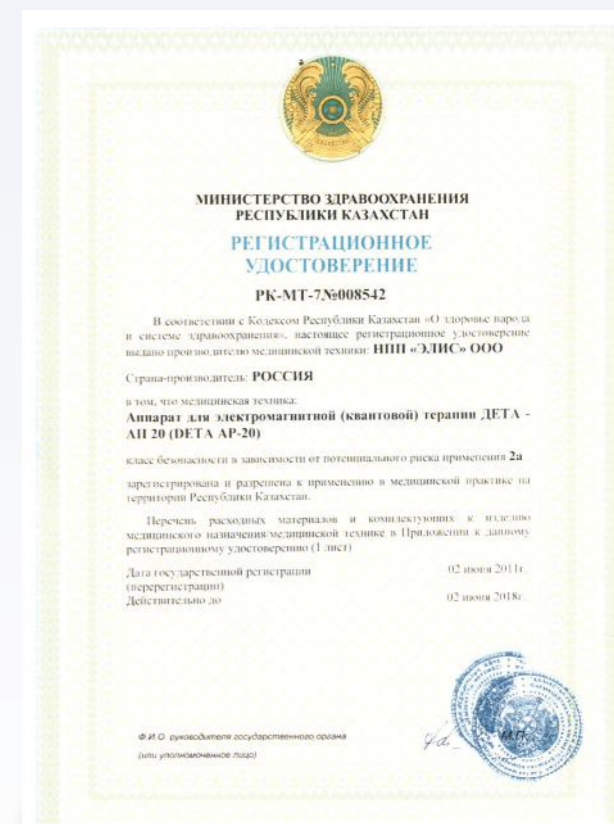 МИНИСТЕРСТВО ЗДРАВООХРАНЕНИЯ
РЕСПУБЛИКИ КАЗАХСТАН
РЕГИСТРАЦИОННОЕ
УДОСТОВЕРЕНИЕ
РК-МТ-7№008542
В соответствии с Кодексом Республики Казахстан «О здоровье народа
и системе здравоохранения», настоящее регистрационное удостоверение
выдано производителю медицинской техники: НПП «ЭЛИС» ООО
Страна-производитель: РОССИЯ
в том, что медицинская техника:
Аппарат для электромагнитной (квантовой) терапии ДЕТА -
АП 20 (DETA AP-20)
класс безопасности в зависимости от потенциального риска применения 2а
зарегистрирована и разрешена к применению в медицинской практике на
территории Республики Казахстан.
Перечень расходных материалов и комплектующих к изделию
медицинского назначения/медицинской технике в Приложении к данному
регистрационному удостоверению (1 лист)
Дата государственной регистрации 02 июня 2011г.
(перерегистрации)
Действительно до 02 июня 2018г.
Ф.И.О. руководителя государственного органа М.П.
(или уполномоченное лицо)